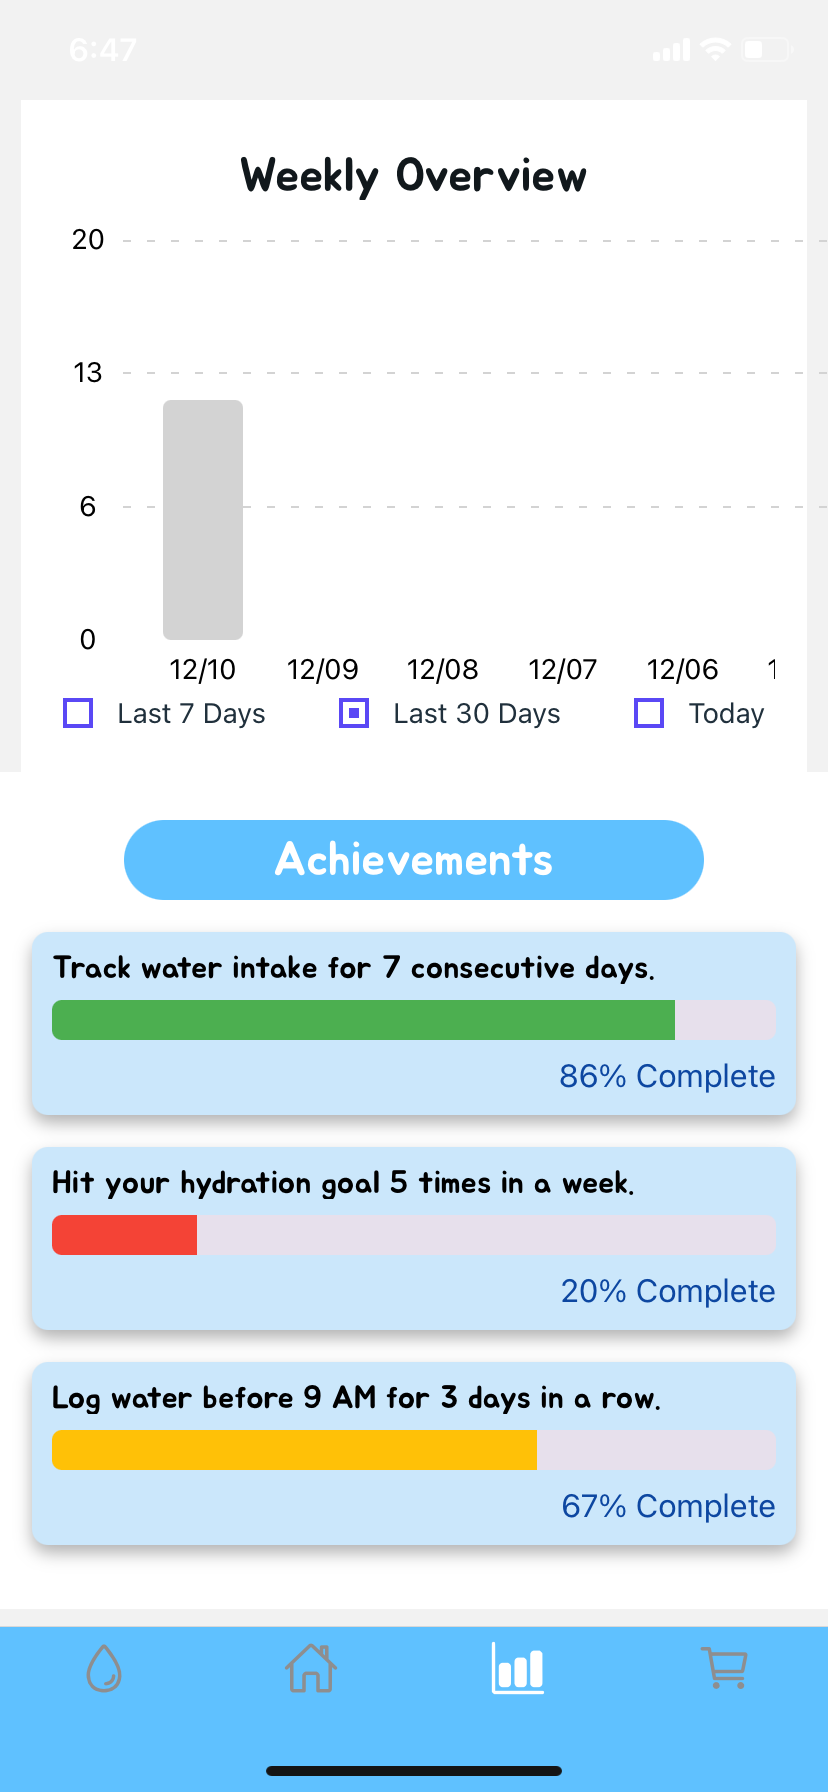 6:47
Weekly Overview
20
13
6
0
12/10 12/09 12/08 12/07 12/06
Last 7 Days Last 30 Days Today
Achievements
Track water intake for 7 consecutive days.
86% Complete
Hit your hydration goal 5 times in a week.
20% Complete
Log water before 9 AM for 3 days in a row.
67% Complete